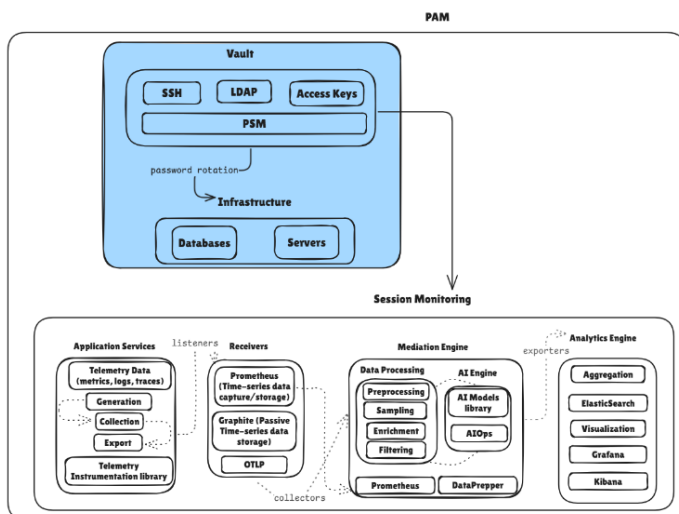 PAM
Vault
SSH
LDAP
Access Keys
PSM
password rotation
Infrastructure
Databases
Servers
Session Monitoring
Application Services
Telemetry Data
(metrics, logs, traces)
Generation
Collection
Export
Telemetry
Instrumentation library
listeners
Receivers
Prometheus
(Time-series data
capture/storage)
Graphite (Passive
Time-series data
storage)
OTLP
collectors
Mediation Engine
Data Processing
Preprocessing
Sampling
Enrichment
Filtering
AI Engine
AI Models
library
AIOps
Prometheus
DataPrepper
exporters
Analytics Engine
Aggregation
ElasticSearch
Visualization
Grafana
Kibana